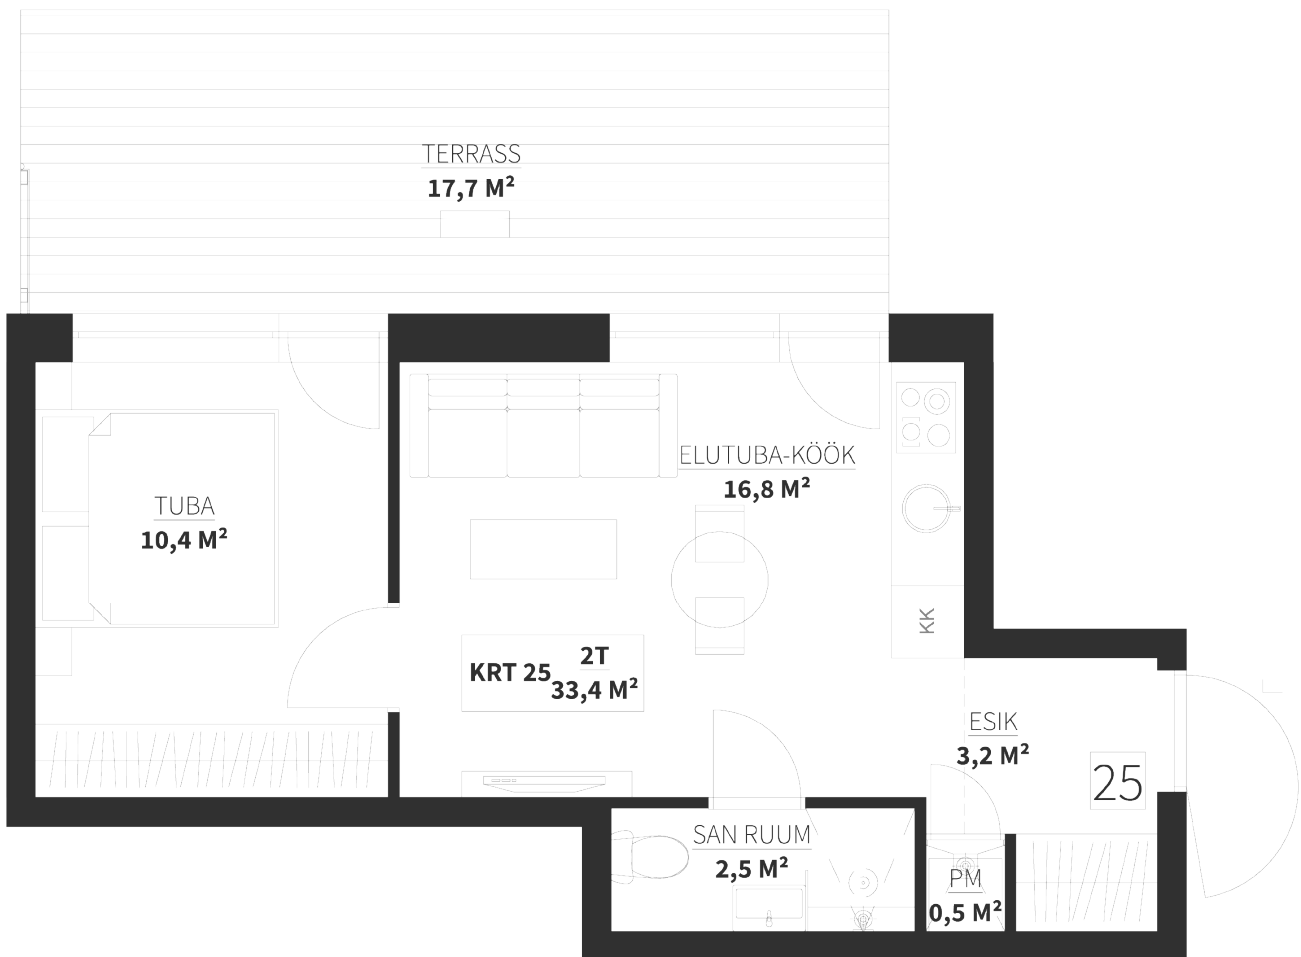 TERRASS
17,7 M²
ELUTUBA-KÖÖK
16,8 M²
TUBA
10,4 M²
KK
2T
KRT 25
33,4 M²
ESIK
3,2 M²
25
SAN RUUM
2,5 M²
PM
0,5 M²